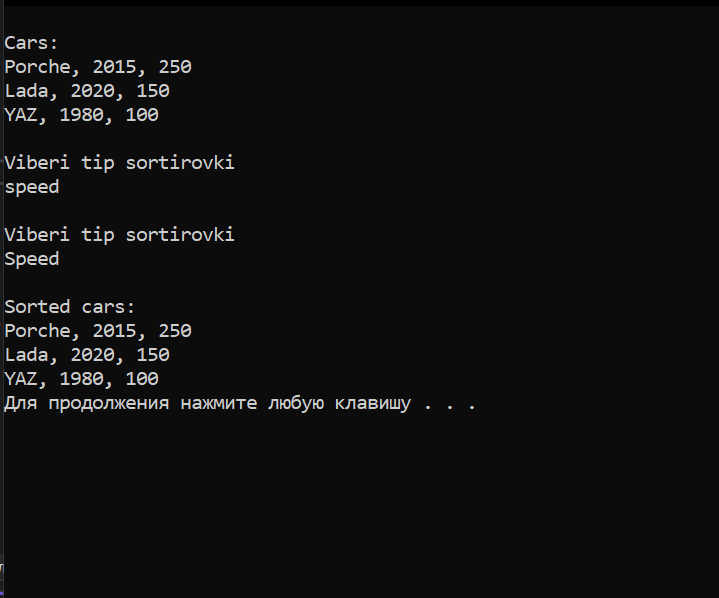 Cars:
Porche, 2015, 250
Lada, 2020, 150
YAZ, 1980, 100
Viberi tip sortirovki
speed
Viberi tip sortirovki
Speed
Sorted cars:
Porche, 2015, 250
Lada, 2020, 150
YAZ, 1980, 100
Для продолжения нажмите любую клавишу . . .